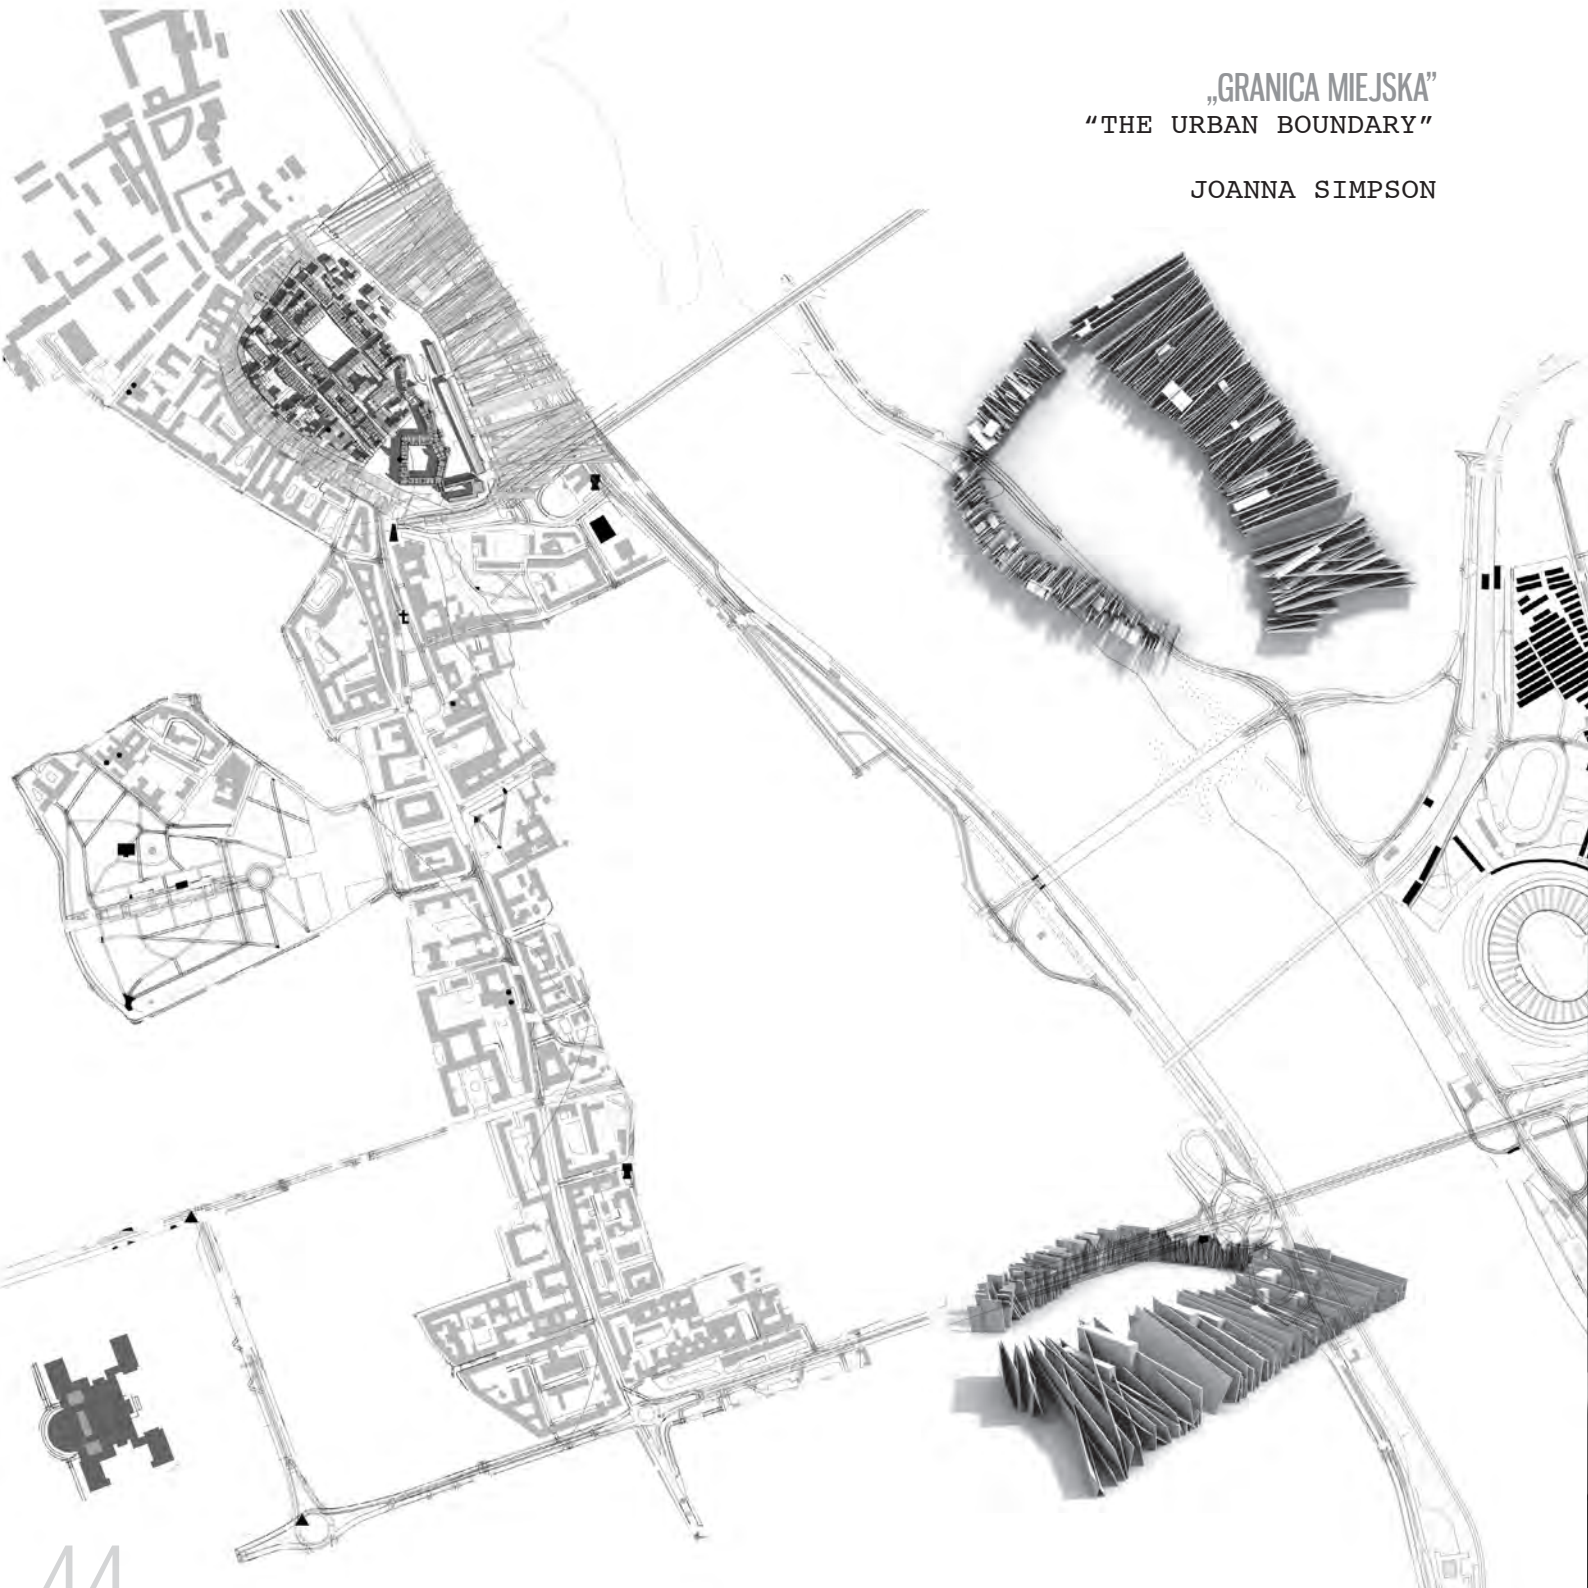 „GRANICA MIEJSKA”
“THE URBAN BOUNDARY”
JOANNA SIMPSON
44